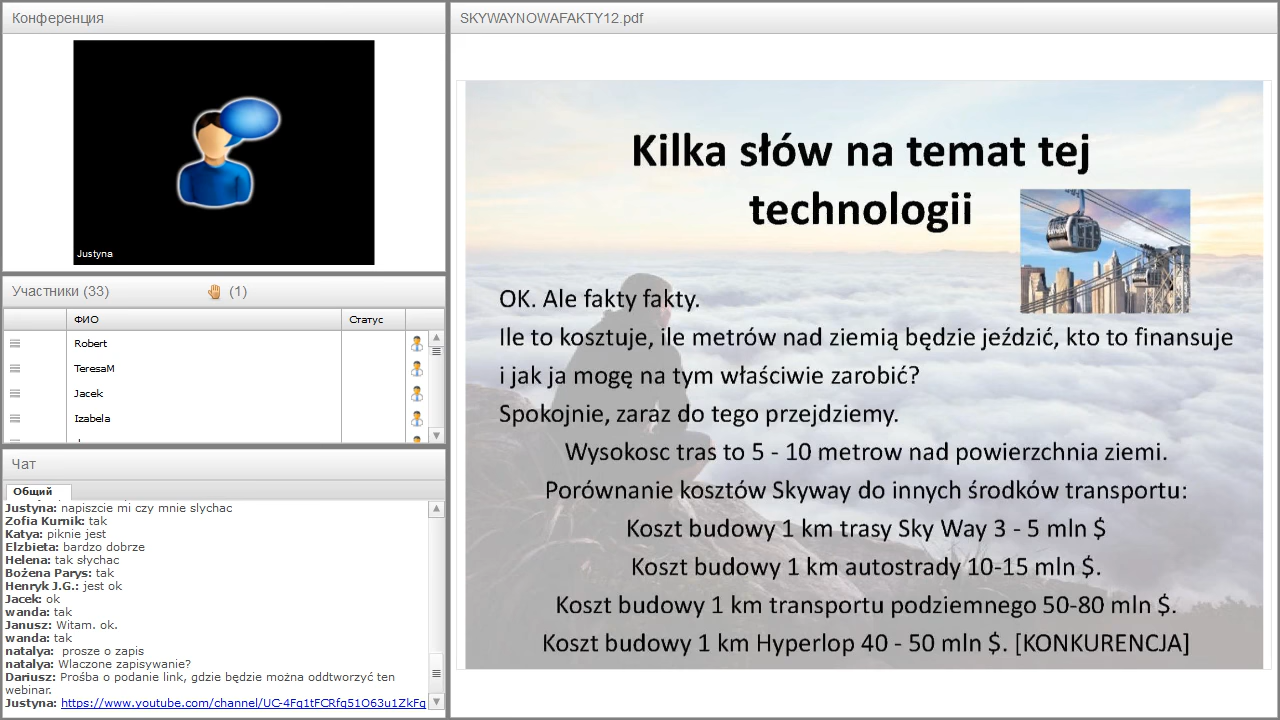 Конференция
Justyna
Участники (33)
(1)
ФИО
Статус
Robert
TeresaM
Jacek
Izabela
Чат
Общий
Justyna: napiszcie mi czy mnie slychac
Zofia Kurnik: tak
Katya: piknie jest
Elzbieta: bardzo dobrze
Helena: tak słychac
Bożena Parys: tak
Henryk J.G.: jest ok
Jacek: ok
wanda: tak
Janusz: Witam. ok.
wanda: tak
natalya: prosze o zapis
natalya: Wlaczone zapisywanie?
Dariusz: Prośba o podanie link, gdzie będzie można oddtworzyć ten
webinar.
Justyna: https://www.youtube.com/channel/UC-4Fq1tFCRfq51O63u1ZkFg
SKYWAYNOWAFAKTY12.pdf
Kilka słów na temat tej
technologii
OK. Ale fakty fakty.
Ile to kosztuje, ile metrów nad ziemią będzie jeździć, kto to finansuje
i jak ja mogę na tym właściwie zarobić?
Spokojnie, zaraz do tego przejdziemy.
Wysokosc tras to 5 - 10 metrow nad powierzchnia ziemi.
Porównanie kosztów Skyway do innych środków transportu:
Koszt budowy 1 km trasy Sky Way 3 - 5 mln $
Koszt budowy 1 km autostrady 10-15 mln $.
Koszt budowy 1 km transportu podziemnego 50-80 mln $.
Koszt budowy 1 km Hyperlop 40 - 50 mln $. [KONKURENCJA]